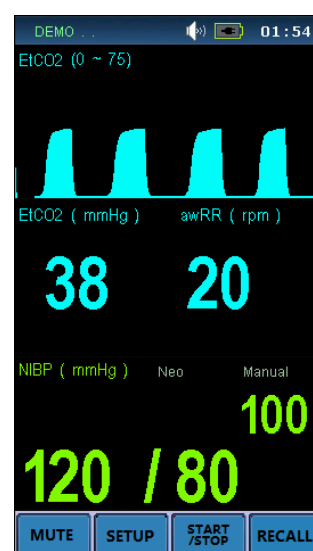 DEMO . . 01:54
EtCO2 (0 ~ 75)
EtCO2 ( mmHg ) awRR ( rpm )
38 20
NIBP ( mmHg ) Neo Manual
100
120 / 80
MUTE SETUP START /STOP RECALL